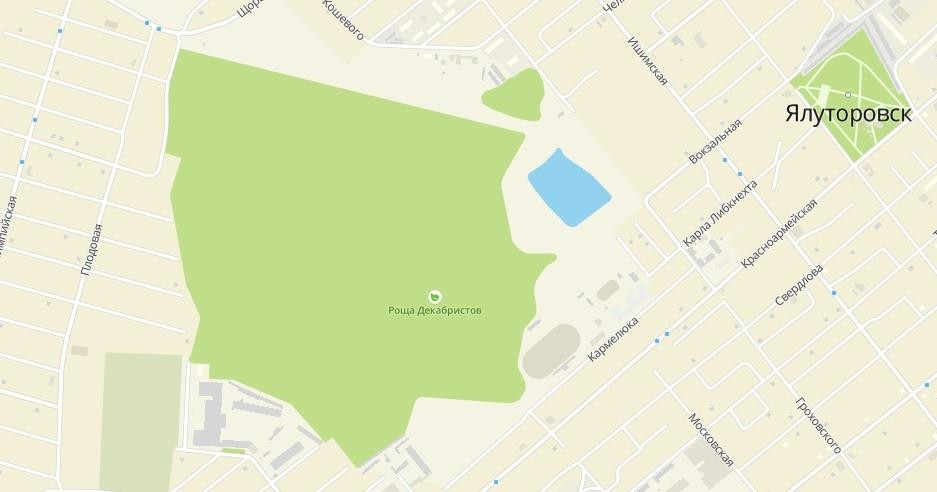 Кошевого
Ишимская
Ялуторовск
Вокзальная
Карла Либкнехта
Красноармейская
Плодовая
Свердлова
Роща Декабристов
Кармелюка
Гроховского
Московская